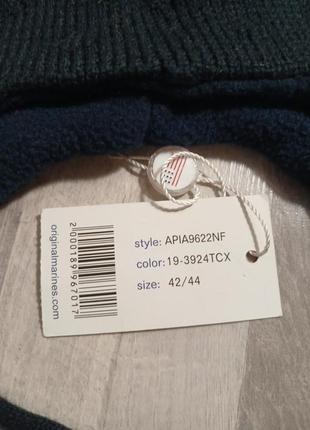 originalmarines.com
2000189967017
style: APIA9622NF
color: 19-3924TCX
size: 42/44